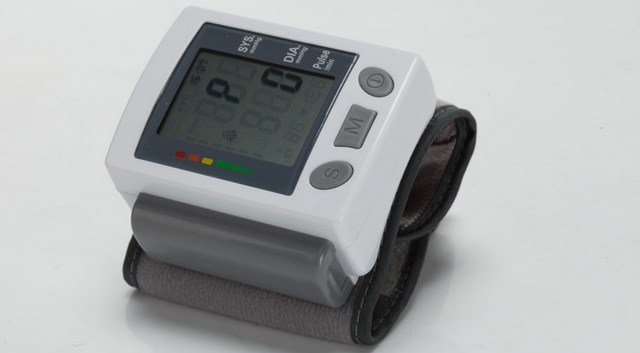 SYS.
mmHg
DIA.
mmHg
Pulse
/min
M
S